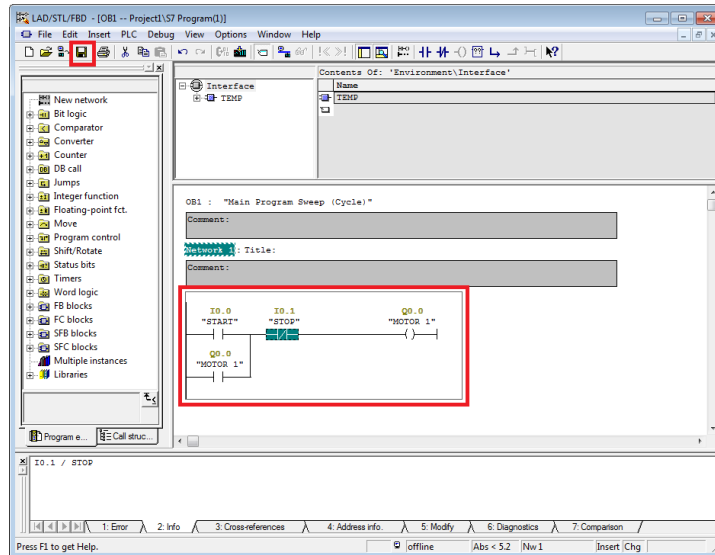 LAD/STL/FBD - [OB1 -- Project1\S7 Program(1)]
File Edit Insert PLC Debug View Options Window Help
Contents Of: 'Environment\Interface'
Interface
TEMP
Name
TEMP
New network
Bit logic
Comparator
Converter
Counter
DB call
Jumps
Integer function
Floating-point fct.
Move
Program control
Shift/Rotate
Status bits
Timers
Word logic
FB blocks
FC blocks
SFB blocks
SFC blocks
Multiple instances
Libraries
Program e...
Call struc...
OB1 : "Main Program Sweep (Cycle)"
Comment:
Network 1: Title:
Comment:
I0.0 I0.1 Q0.0
"START" "STOP" "MOTOR 1"
Q0.0
"MOTOR 1"
I0.1 / STOP
1: Error 2: Info 3: Cross-references 4: Address info. 5: Modify 6: Diagnostics 7: Comparison
Press F1 to get Help. offline Abs < 5.2 Nw 1 Insert Chg